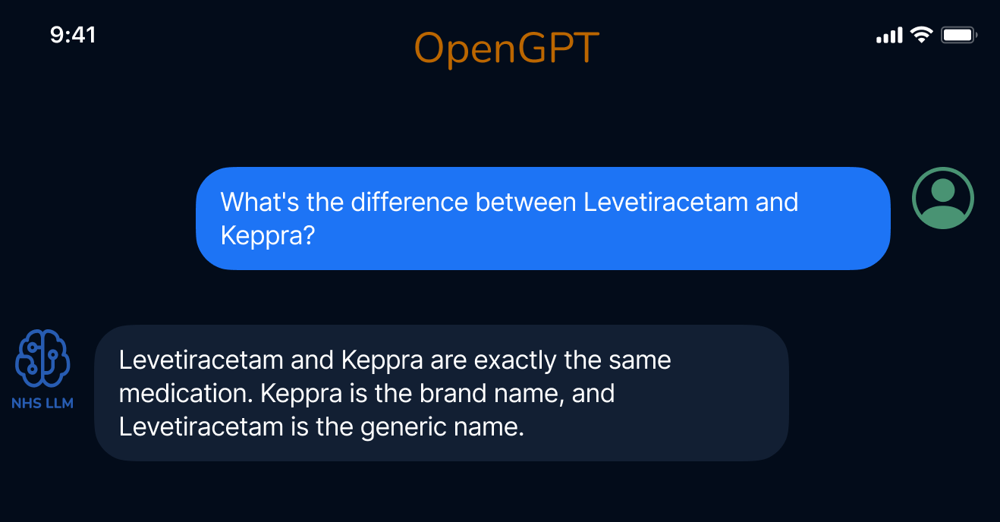 9:41
OpenGPT
What's the difference between Levetiracetam and
Keppra?
Levetiracetam and Keppra are exactly the same
medication. Keppra is the brand name, and
Levetiracetam is the generic name.
NHS LLM